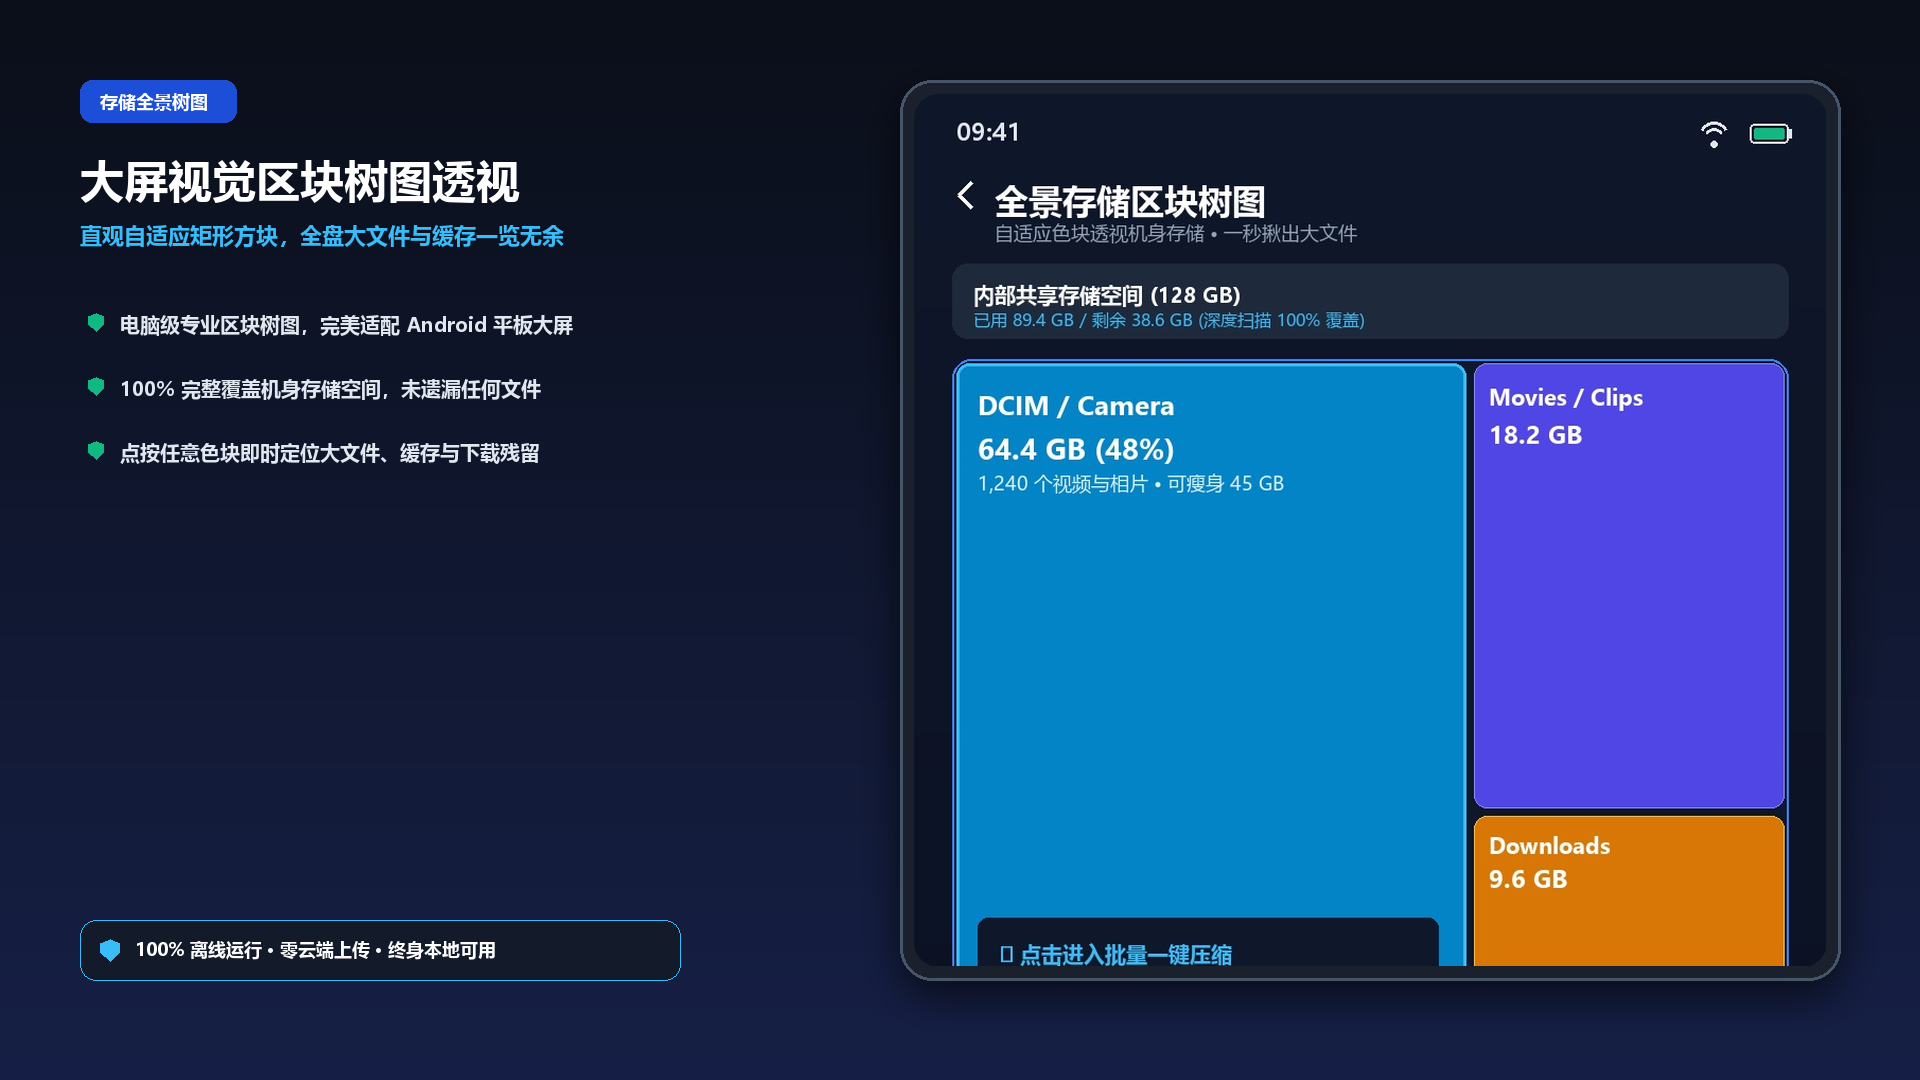 存储全景树图
大屏视觉区块树图透视
直观自适应矩形方块，全盘大文件与缓存一览无余
电脑级专业区块树图，完美适配 Android 平板大屏
100% 完整覆盖机身存储空间，未遗漏任何文件
点按任意色块即时定位大文件、缓存与下载残留
100% 离线运行 • 零云端上传 • 终身本地可用
09:41
全景存储区块树图
自适应色块透视机身存储 • 一秒揪出大文件
内部共享存储空间 (128 GB)
已用 89.4 GB / 剩余 38.6 GB (深度扫描 100% 覆盖)
DCIM / Camera
64.4 GB (48%)
1,240 个视频与相片 • 可瘦身 45 GB
点击进入批量一键压缩
Movies / Clips
18.2 GB
Downloads
9.6 GB